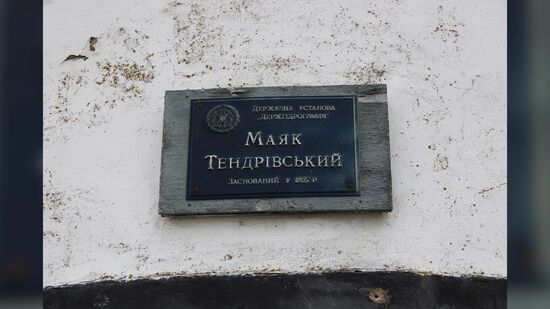 Державна установа
„Держгідрографія"
Маяк
Тендрівський
Заснований у 1827 р.